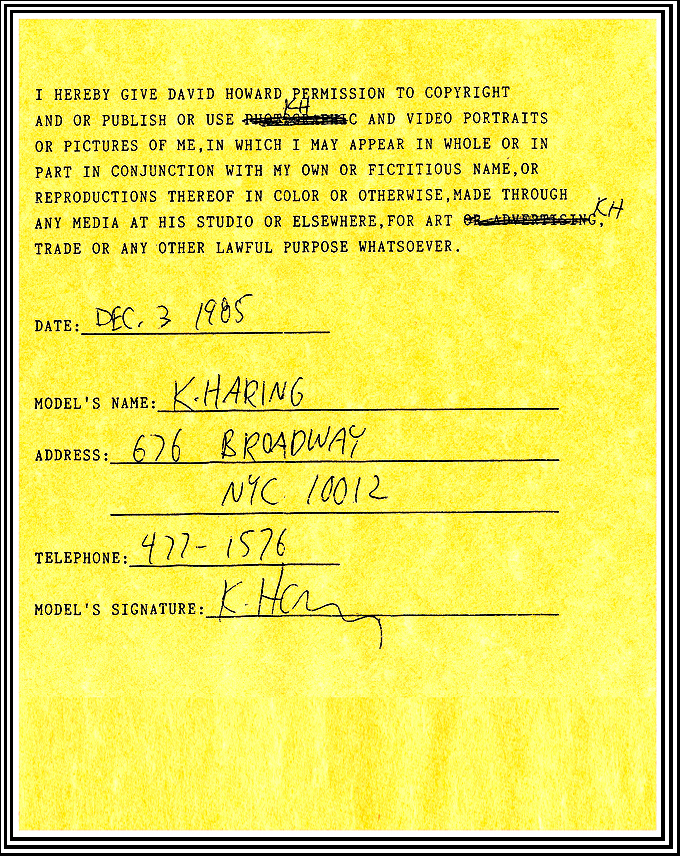 I HEREBY GIVE DAVID HOWARD PERMISSION TO COPYRIGHT
KH
AND OR PUBLISH OR USE PHOTOGRAPHIC AND VIDEO PORTRAITS
OR PICTURES OF ME,IN WHICH I MAY APPEAR IN WHOLE OR IN
PART IN CONJUNCTION WITH MY OWN OR FICTITIOUS NAME,OR
REPRODUCTIONS THEREOF IN COLOR OR OTHERWISE,MADE THROUGH
ANY MEDIA AT HIS STUDIO OR ELSEWHERE,FOR ART OR ADVERTISING, KH
TRADE OR ANY OTHER LAWFUL PURPOSE WHATSOEVER.
DATE: DEC. 3 1985
MODEL'S NAME: K.HARING
ADDRESS: 676 BROADWAY
NYC. 10012
TELEPHONE: 477-1576
MODEL'S SIGNATURE: K. Haring